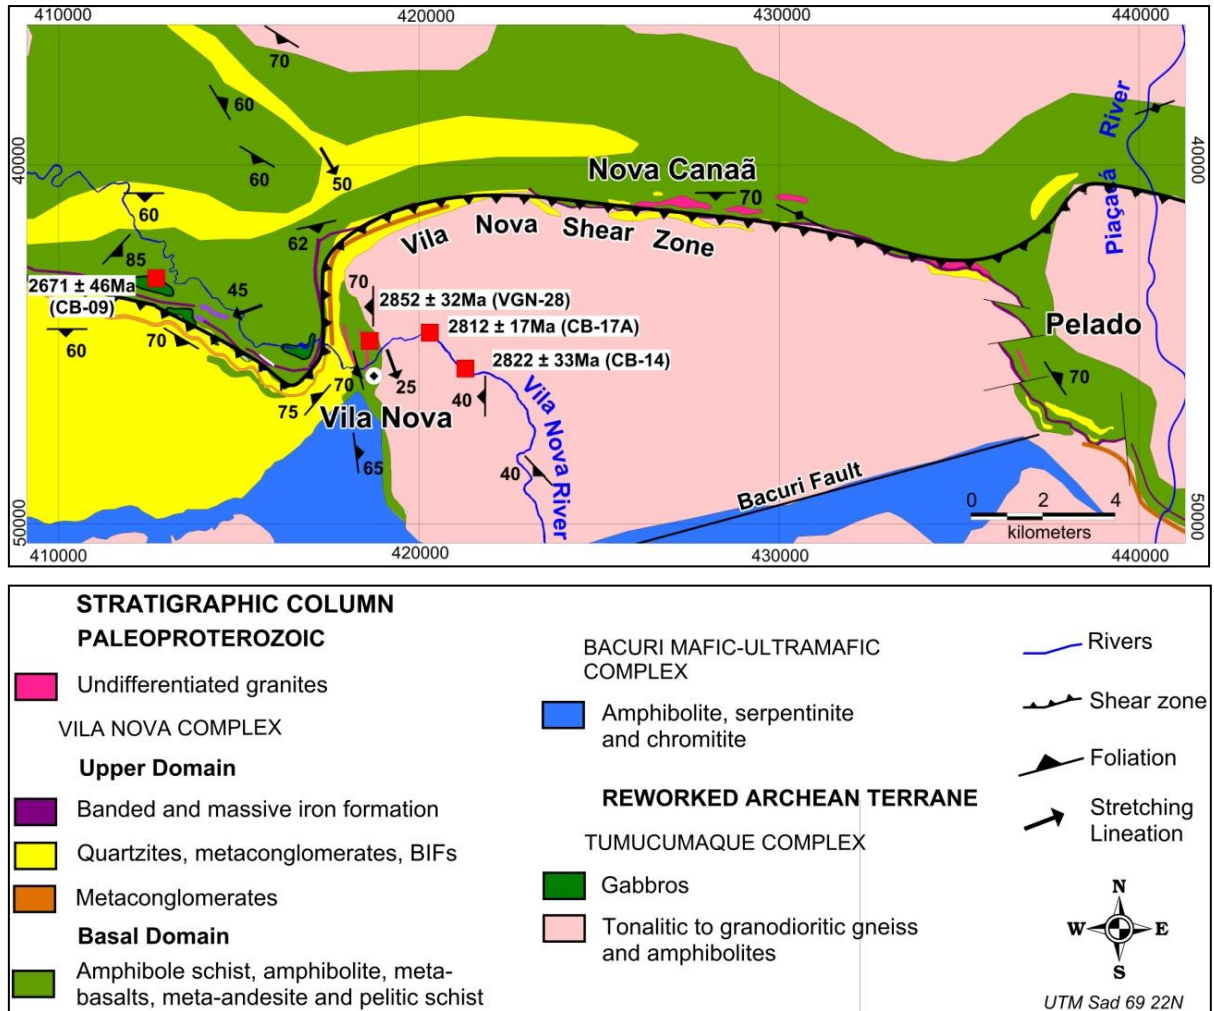 410000 420000 430000 440000
70
60
40000
40000
60
50
Nova Canaã
70
60
62
Vila Nova Shear Zone
Piaçacá River
85
2671 ± 46Ma
(CB-09)
45
70
2852 ± 32Ma (VGN-28)
2812 ± 17Ma (CB-17A)
2822 ± 33Ma (CB-14)
Pelado
60
70
70
25
40
70
75
Vila Nova
Vila Nova River
65
40
Bacuri Fault
0 2 4
kilometers
50000
50000
410000 420000 430000 440000
STRATIGRAPHIC COLUMN
PALEOPROTEROZOIC
Undifferentiated granites
VILA NOVA COMPLEX
Upper Domain
Banded and massive iron formation
Quartzites, metaconglomerates, BIFs
Metaconglomerates
Basal Domain
Amphibole schist, amphibolite, meta-
basalts, meta-andesite and pelitic schist
BACURI MAFIC-ULTRAMAFIC
COMPLEX
Amphibolite, serpentinite
and chromitite
REWORKED ARCHEAN TERRANE
TUMUCUMAQUE COMPLEX
Gabbros
Tonalitic to granodioritic gneiss
and amphibolites
Rivers
Shear zone
Foliation
Stretching
Lineation
N
W E
S
UTM Sad 69 22N